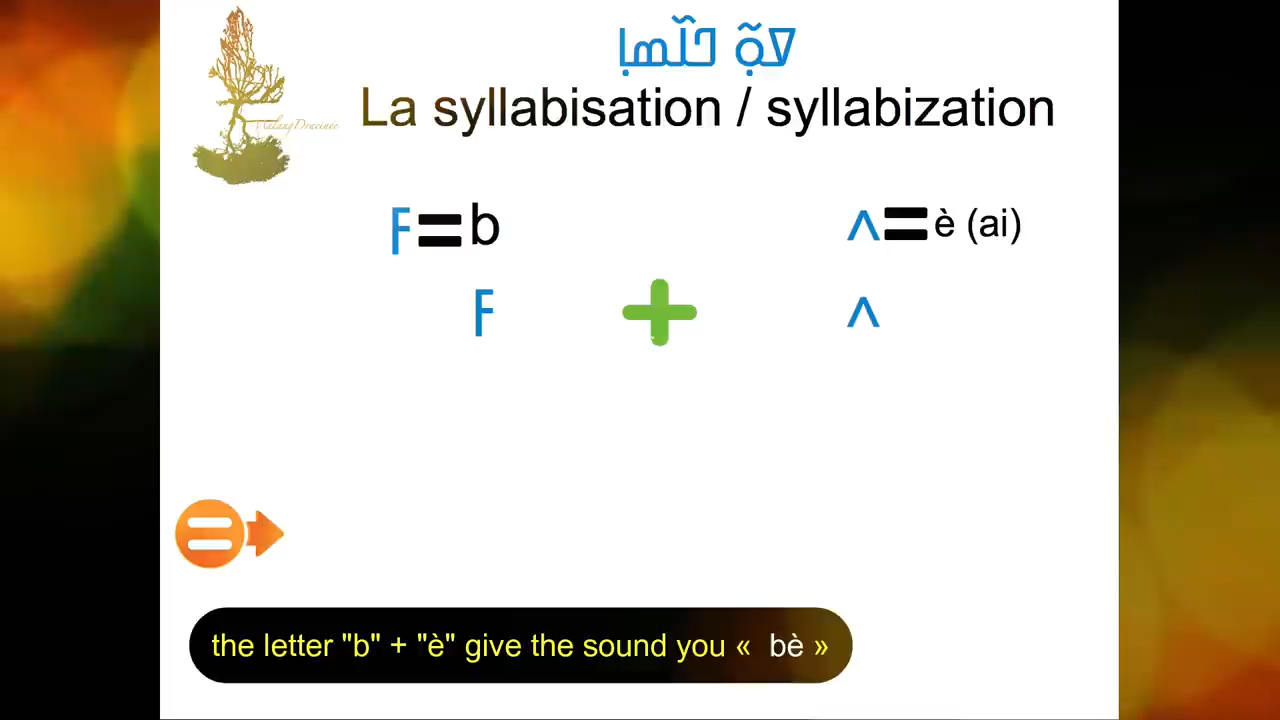 La syllabisation / syllabization
ߓ=b
ߍ=è (ai)
ߓ + ߍ
=
the letter "b" + "è" give the sound you « bè »